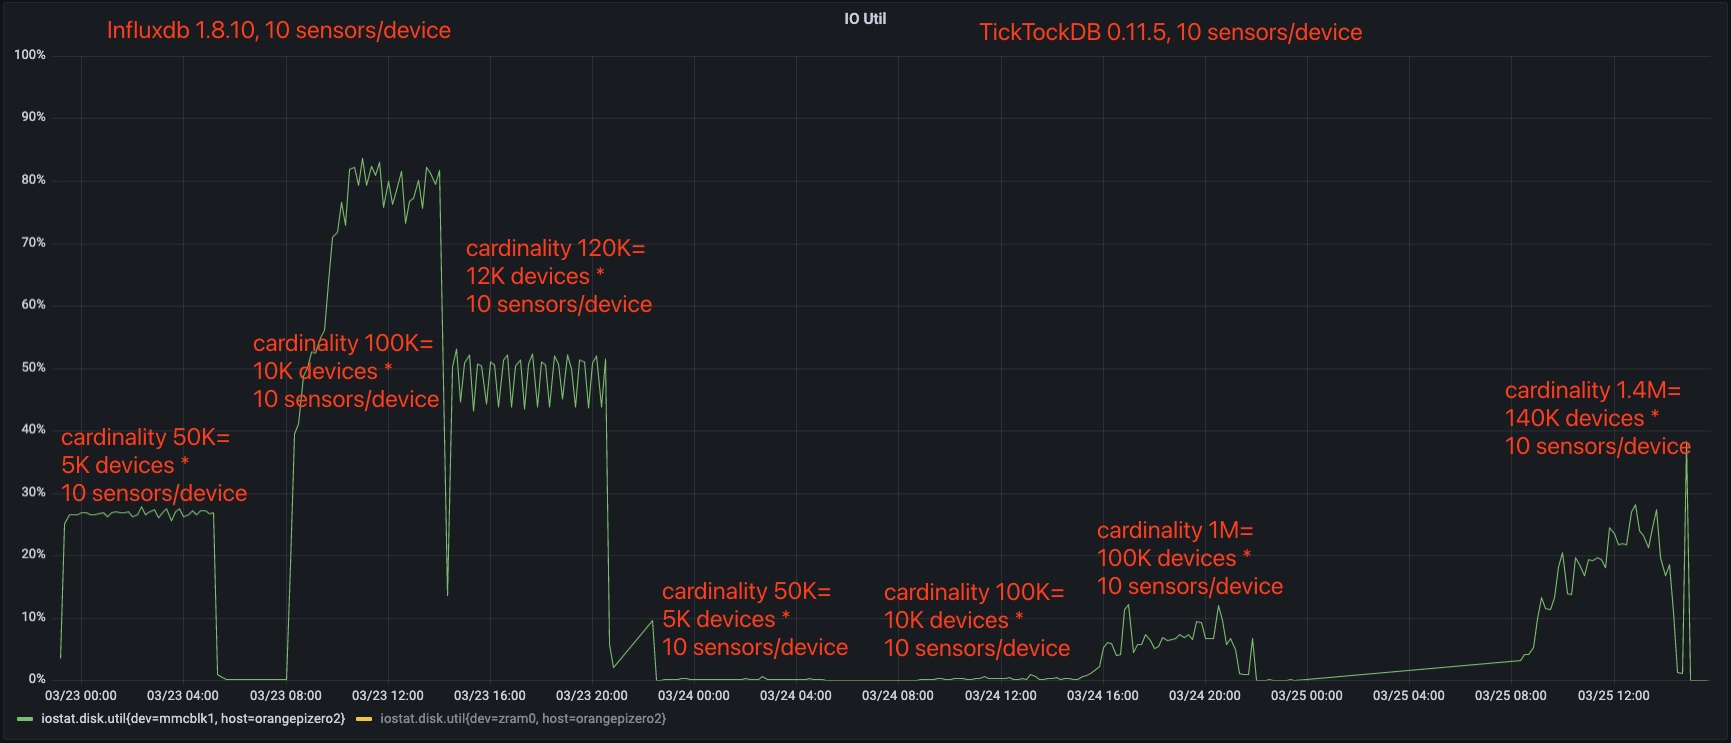 IO Util
Influxdb 1.8.10, 10 sensors/device
TickTockDB 0.11.5, 10 sensors/device
100%
90%
80%
70%
60%
50%
40%
30%
20%
10%
0%
cardinality 50K=
5K devices *
10 sensors/device
cardinality 100K=
10K devices *
10 sensors/device
cardinality 120K=
12K devices *
10 sensors/device
cardinality 50K=
5K devices *
10 sensors/device
cardinality 100K=
10K devices *
10 sensors/device
cardinality 1M=
100K devices *
10 sensors/device
cardinality 1.4M=
140K devices *
10 sensors/device
03/23 00:00
03/23 04:00
03/23 08:00
03/23 12:00
03/23 16:00
03/23 20:00
03/24 00:00
03/24 04:00
03/24 08:00
03/24 12:00
03/24 16:00
03/24 20:00
03/25 00:00
03/25 04:00
03/25 08:00
03/25 12:00
iostat.disk.util{dev=mmcblk1, host=orangepizero2}
iostat.disk.util{dev=zram0, host=orangepizero2}